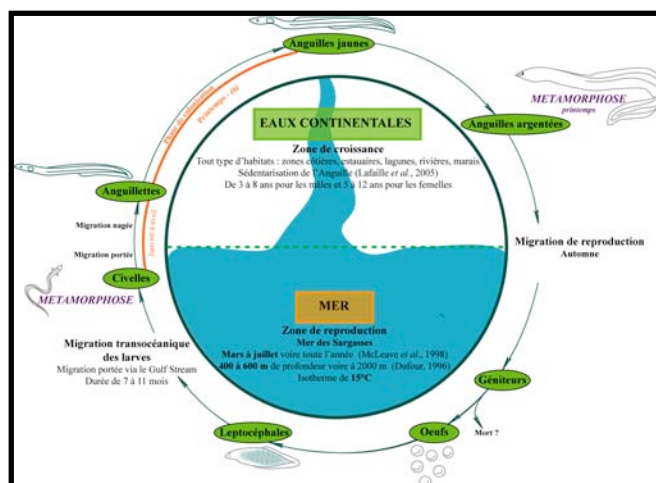 Anguilles jaunes
Phase de colonisation
Printemps - été
METAMORPHOSE
printemps
Anguilles argentées
EAUX CONTINENTALES
Zone de croissance
Tout type d'habitats : zones côtières, estuaires, lagunes, rivières, marais
Sédentarisation de l'Anguille (Lafaille et al., 2005)
De 3 à 8 ans pour les mâles et 5 à 12 ans pour les femelles
Anguillettes
Migration nagée
Migration portée
Janvier à avril
Civelles
METAMORPHOSE
Migration de reproduction
Automne
MER
Zone de reproduction
Mer des Sargasses
Mars à juillet voire toute l'année (McLeave et al., 1998)
400 à 600 m de profondeur voire à 2000 m (Dufour, 1996)
Isotherme de 15°C
Migration transocéanique
des larves
Migration portée via le Gulf Stream
Durée de 7 à 11 mois
Géniteurs
Mort ?
Oeufs
Leptocéphales